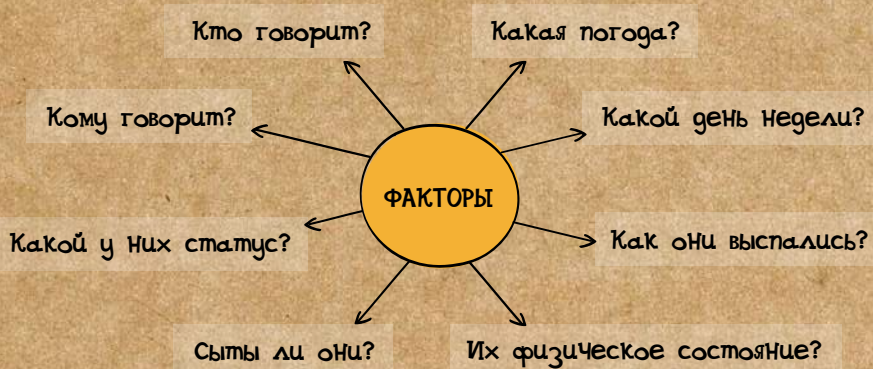 Кто говорит?
Какая погода?
Кому говорит?
Какой день недели?
ФАКТОРЫ
Какой у них статус?
Как они выспались?
Сыты ли они?
Их физическое состояние?